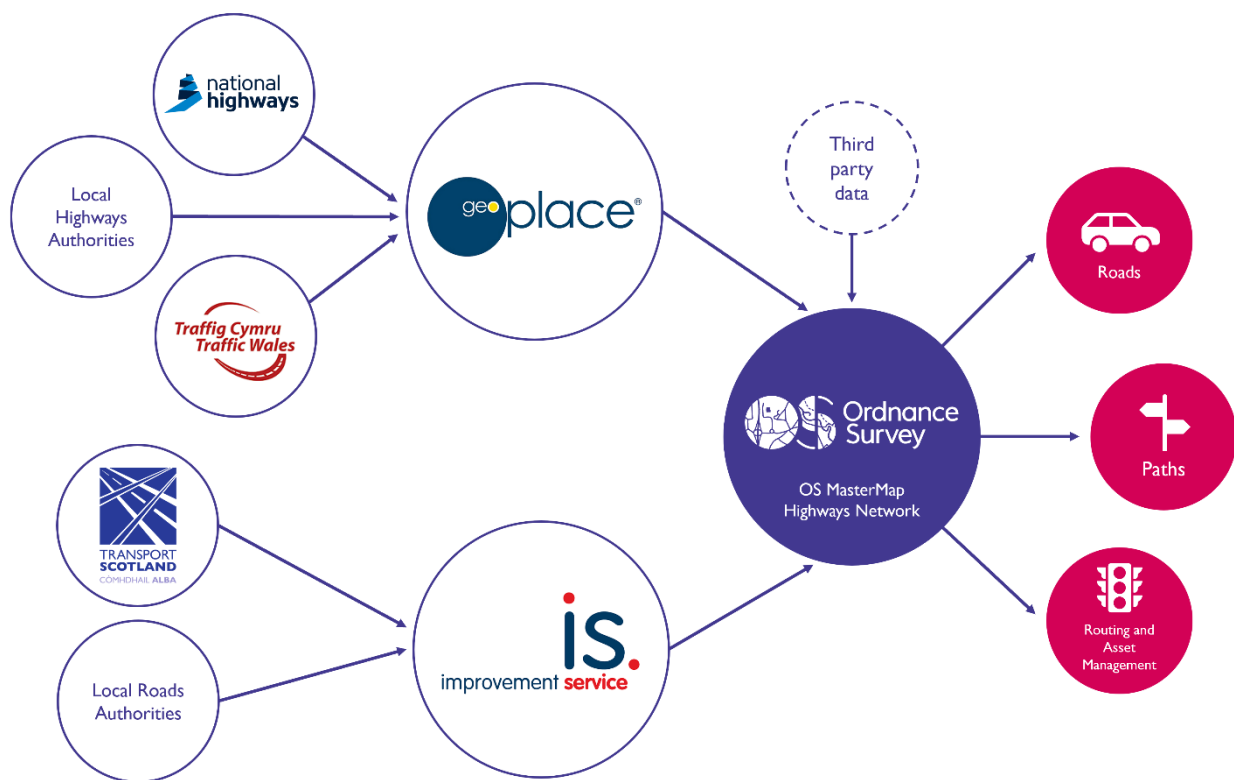 national
highways
Local
Highways
Authorities
Traffig Cymru
Traffic Wales
geoplace®
Third
party
data
Roads
OS Ordnance
Survey
OS MasterMap
Highways Network
Paths
Routing and
Asset
Management
TRANSPORT
SCOTLAND
CÒMHDHAIL ALBA
Local Roads
Authorities
is.
improvement service